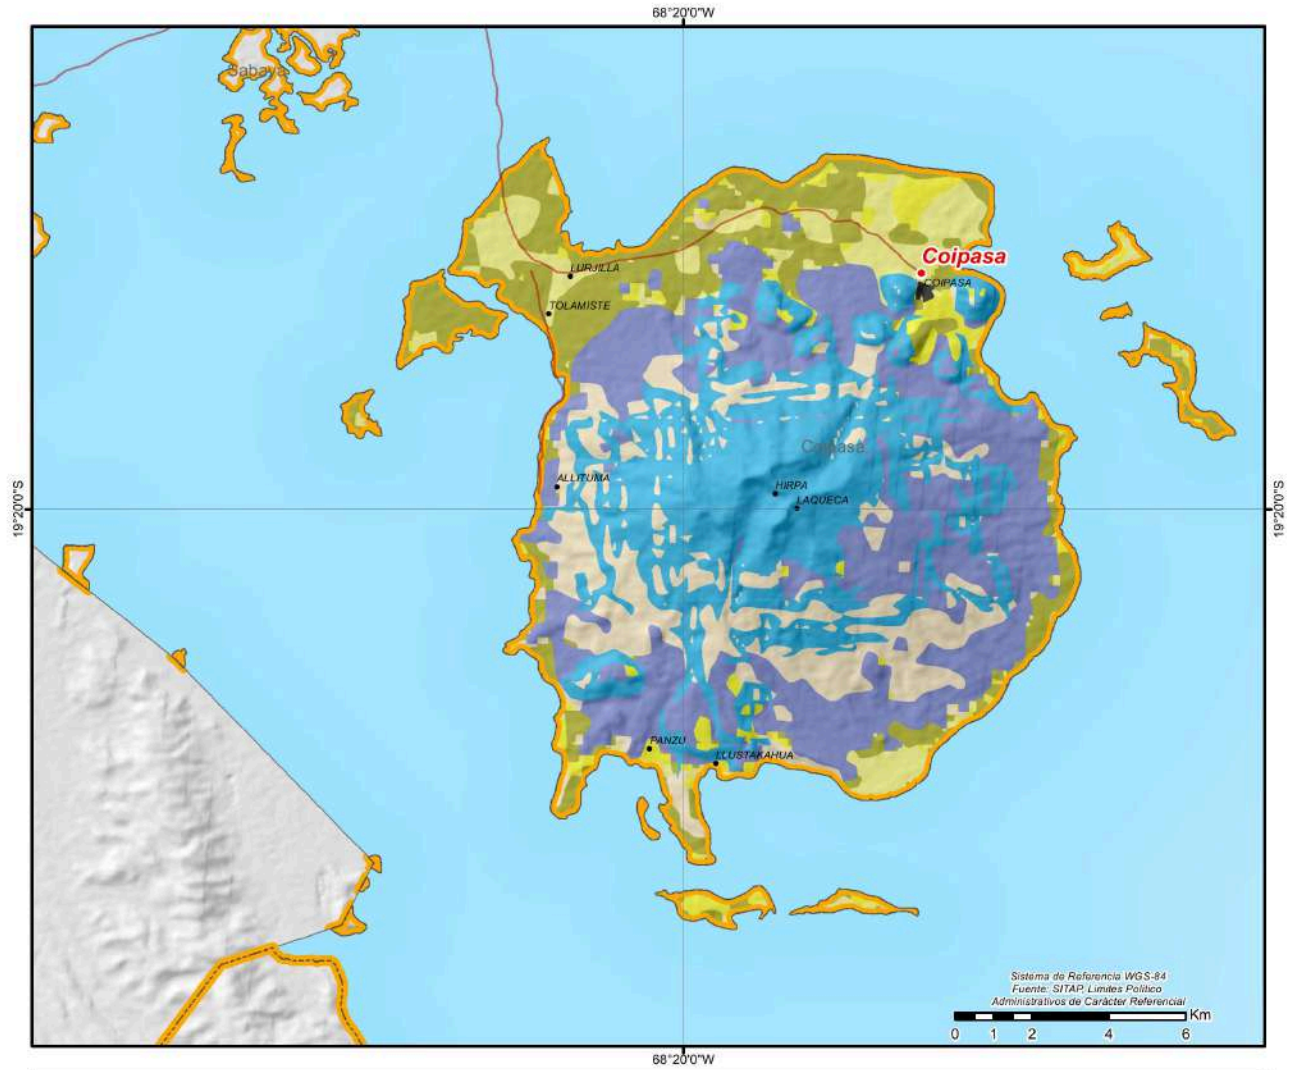 68°20'0"W
Sabaya
Coipasa
COIPASA
LURJILLA
TOLAMISTE
Coipasa
ALLITUMA
HIRPA
LAQUECA
19°20'0"S
19°20'0"S
PANZU
LLUSTAKAHUA
Sistema de Referencia WGS-84
Fuente: SITAP, Limites Politico
Administrativos de Carácter Referencial
Km
0 1 2 4 6
68°20'0"W